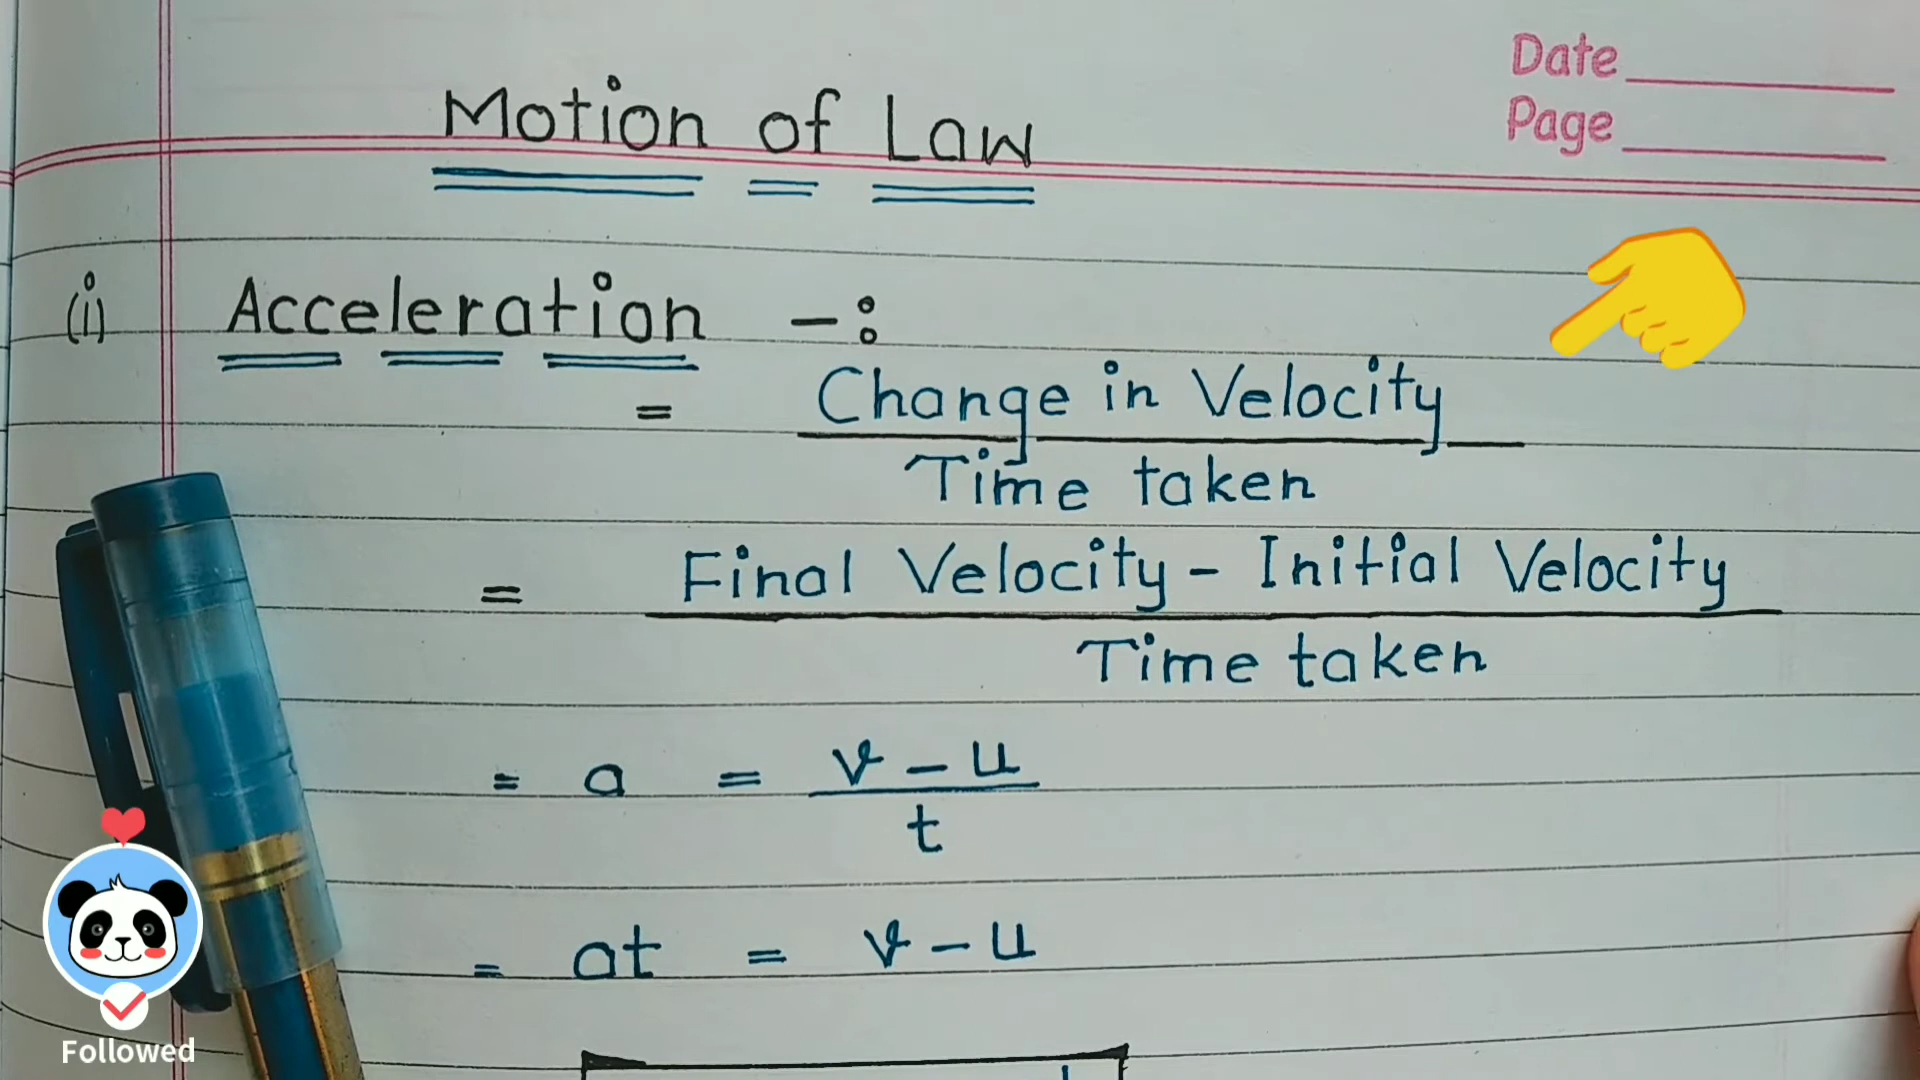 Date
Page
Motion of Law
(i) Acceleration -:
= Change in Velocity
Time taken
= Final Velocity - Initial Velocity
Time taken
= a = v - u
t
= at = v - u
Followed